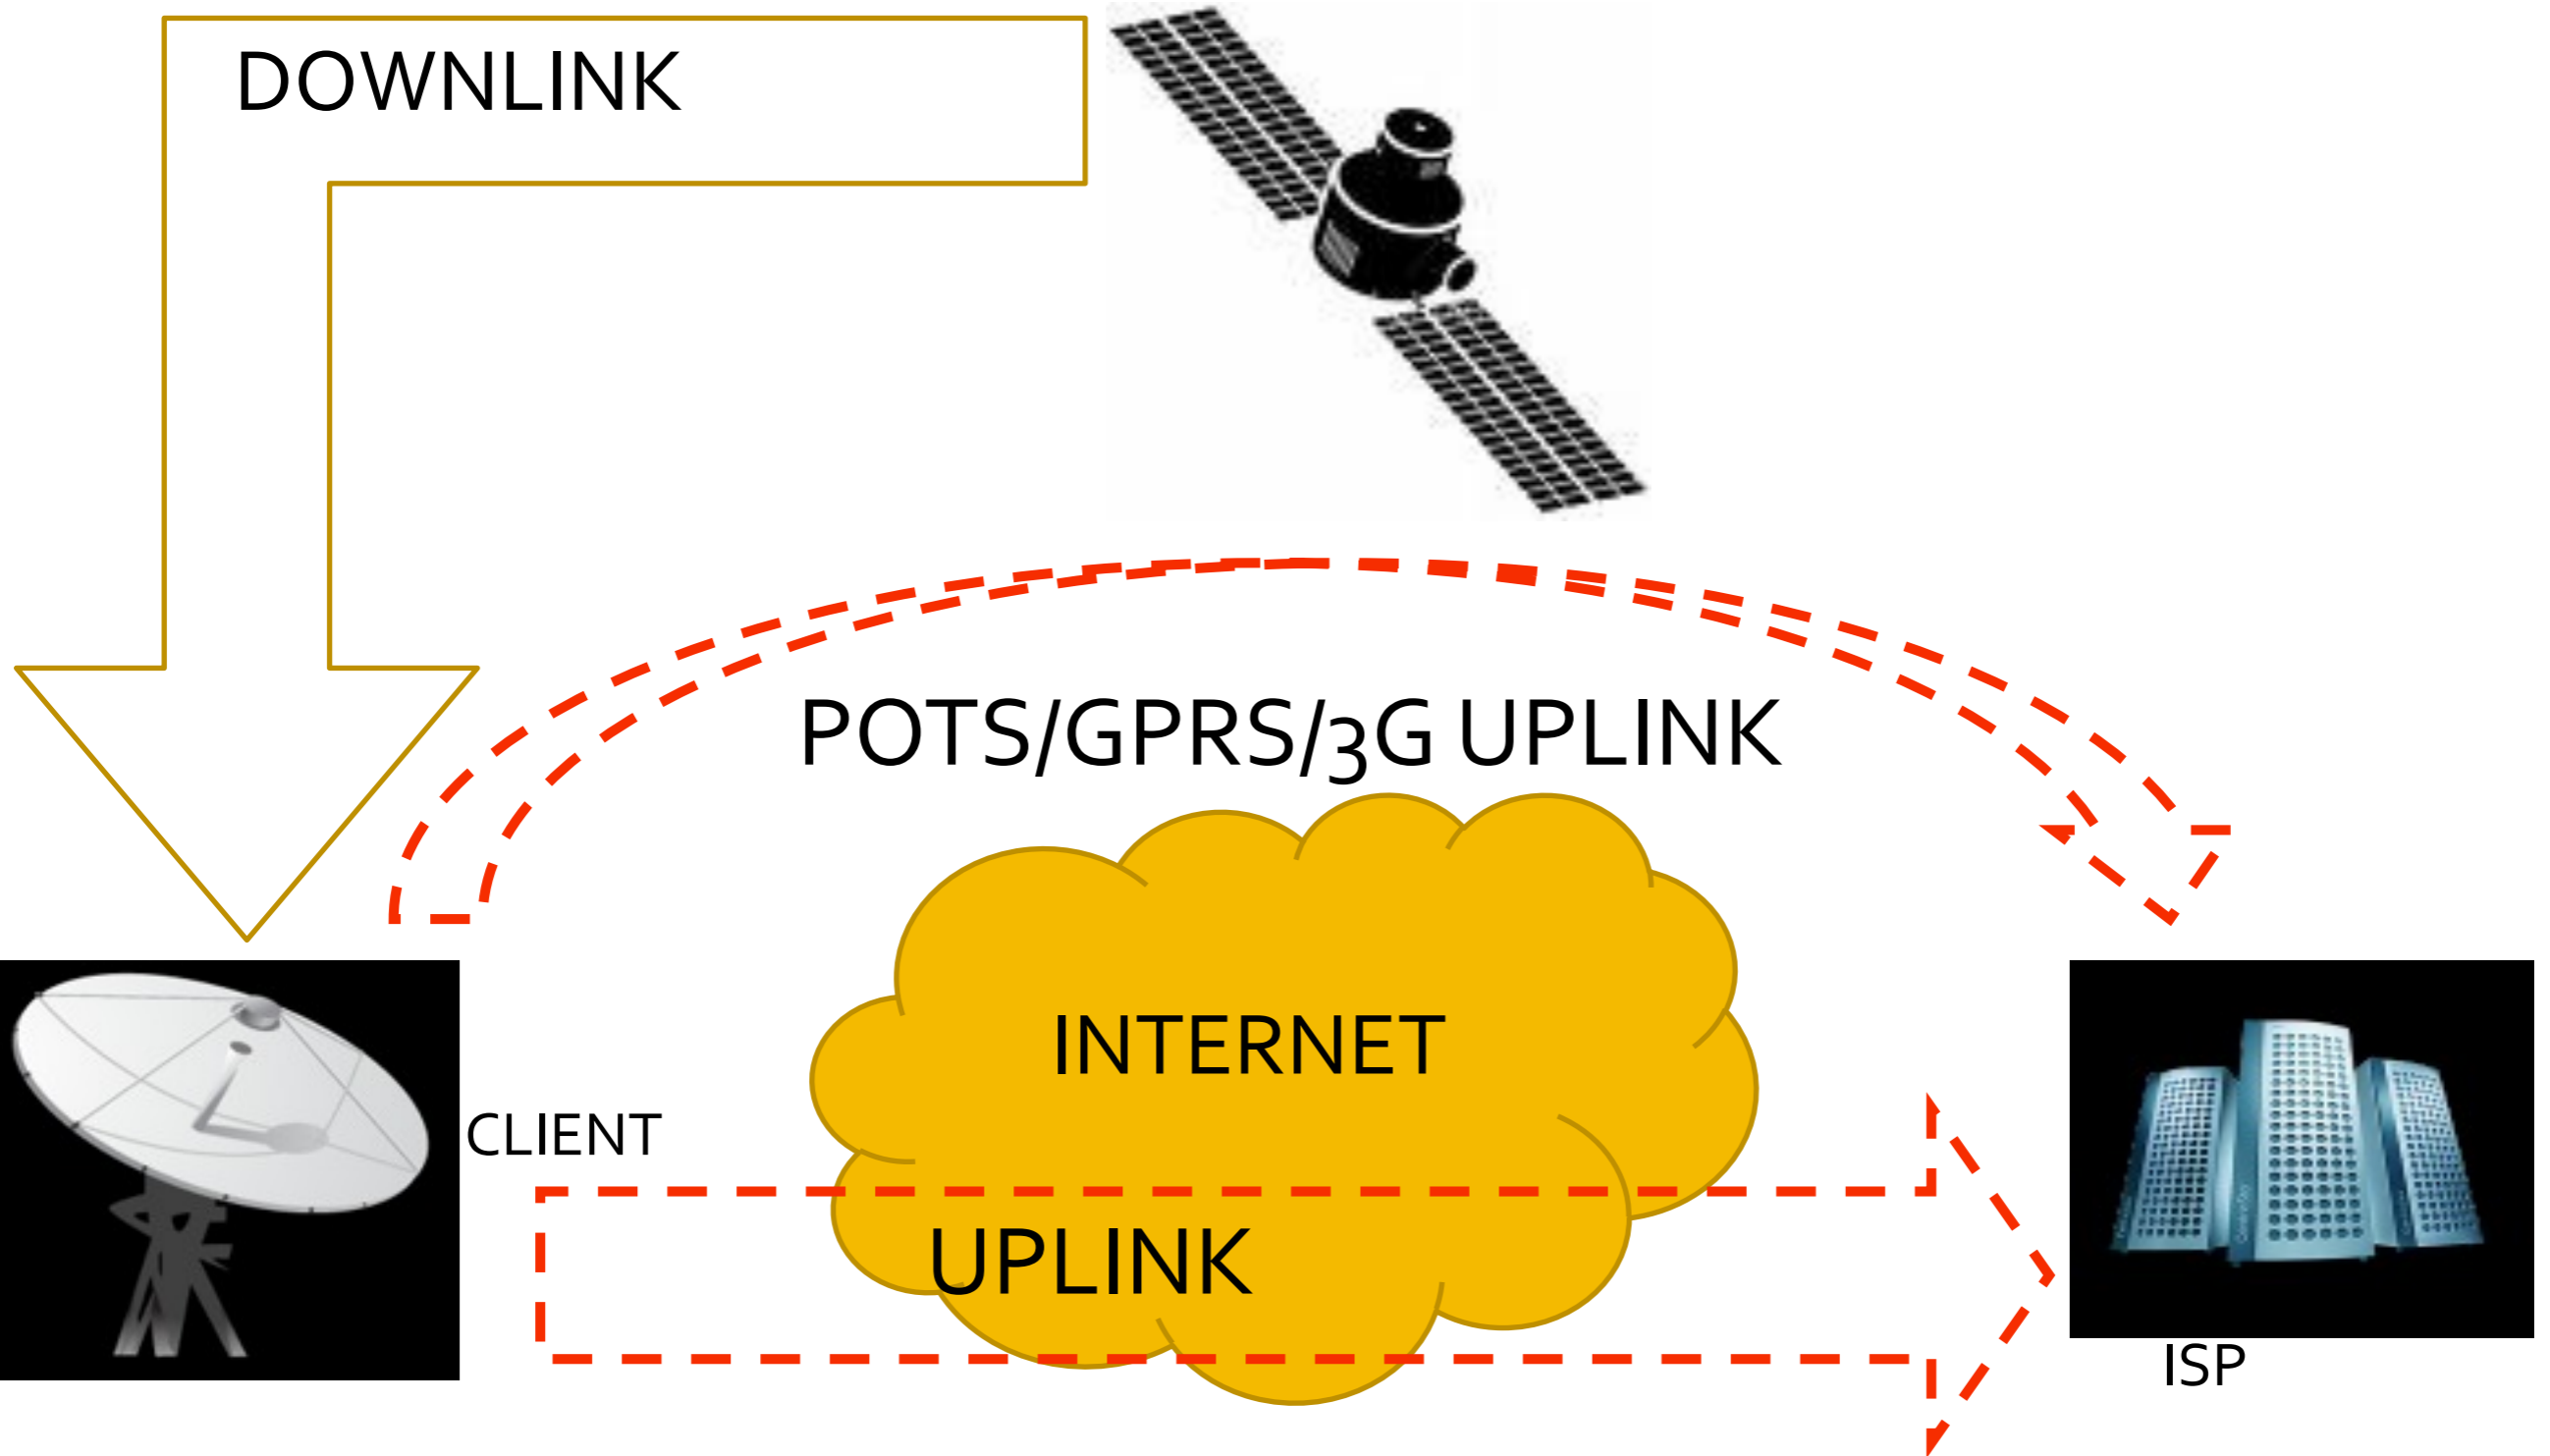 DOWNLINK
POTS/GPRS/3G UPLINK
INTERNET
CLIENT
UPLINK
ISP